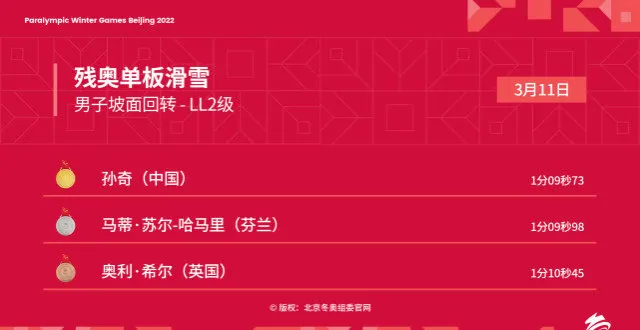 Paralympic Winter Games Beijing 2022
残奥单板滑雪
男子坡面回转 - LL2级
3月11日
孙奇（中国） 1分09秒73
马蒂·苏尔-哈马里（芬兰） 1分09秒98
奥利·希尔（英国） 1分10秒45
© 版权：北京冬奥组委官网